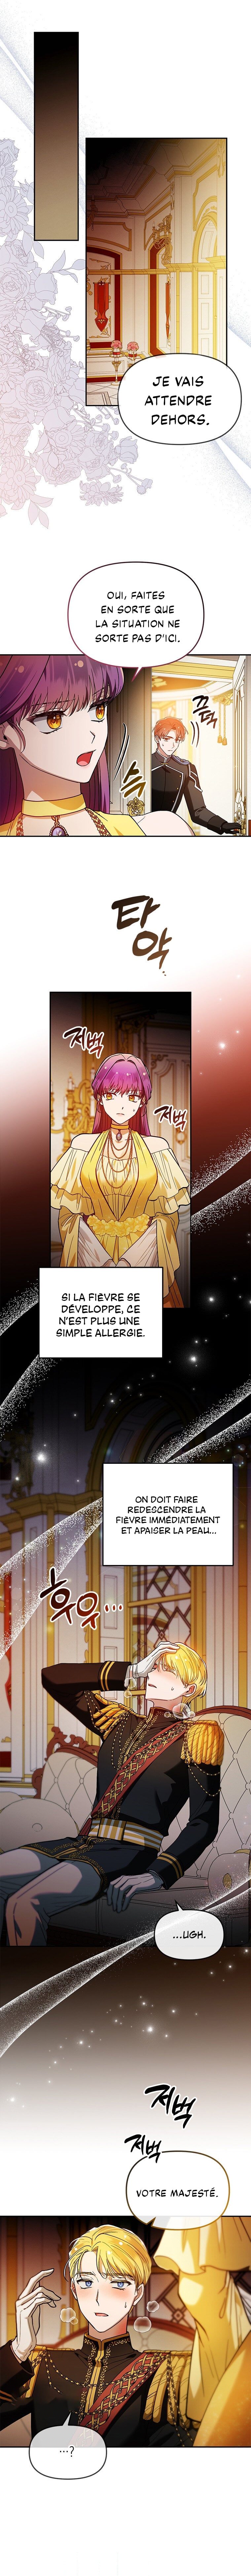 JE VAIS
ATTENDRE
DEHORS.
OUI, FAITES
EN SORTE QUE
LA SITUATION NE
SORTE PAS D'ICI.
끄덕
슥
타악
저벅
저벅
SI LA FIÈVRE SE
DÉVELOPPE, CE
N'EST PLUS UNE
SIMPLE ALLERGIE.
ON DOIT FAIRE
REDESCENDRE LA
FIÈVRE IMMÉDIATEMENT
ET APAISER LA PEAU...
후우...
...UGH.
저벅
저벅
VOTRE MAJESTÉ.
...?